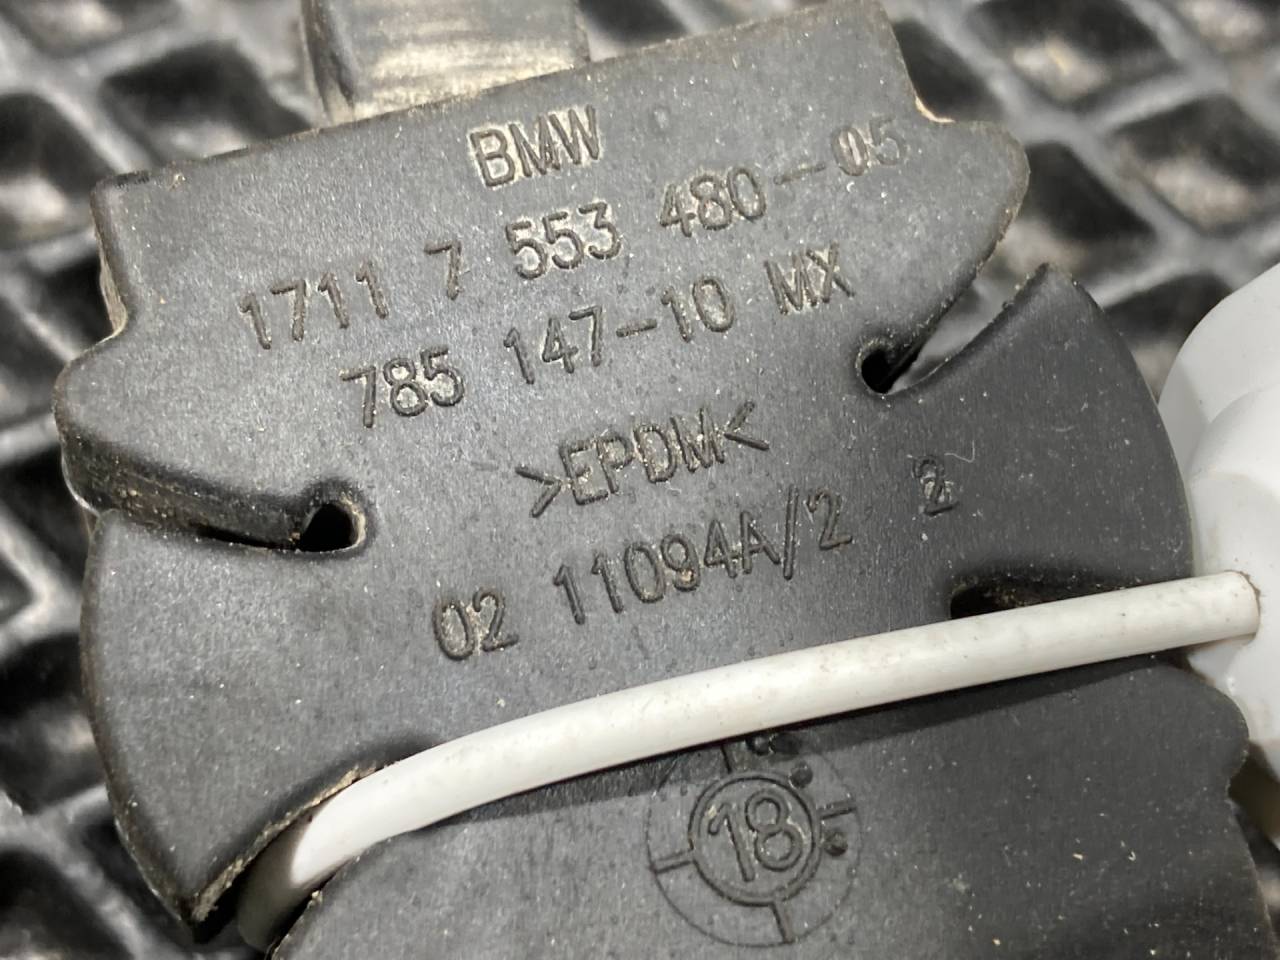 BMW
1711 7 553 480-05
785 147-10 MX
>EPDM<
02 11094A/2 2
18